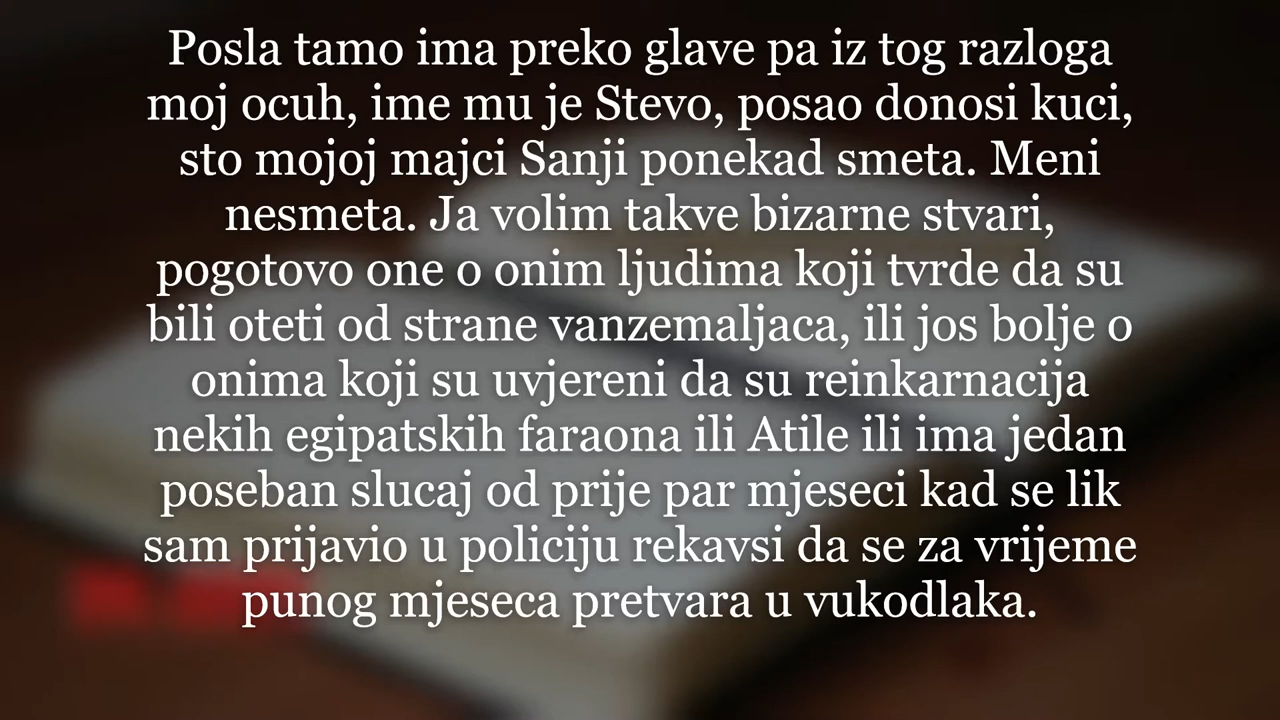 Posla tamo ima preko glave pa iz tog razloga
moj ocuh, ime mu je Stevo, posao donosi kuci,
sto mojoj majci Sanji ponekad smeta. Meni
nesmeta. Ja volim takve bizarne stvari,
pogotovo one o onim ljudima koji tvrde da su
bili oteti od strane vanzemaljaca, ili jos bolje o
onima koji su uvjereni da su reinkarnacija
nekih egipatskih faraona ili Atile ili ima jedan
poseban slucaj od prije par mjeseci kad se lik
sam prijavio u policiju rekavsi da se za vrijeme
punog mjeseca pretvara u vukodlaka.